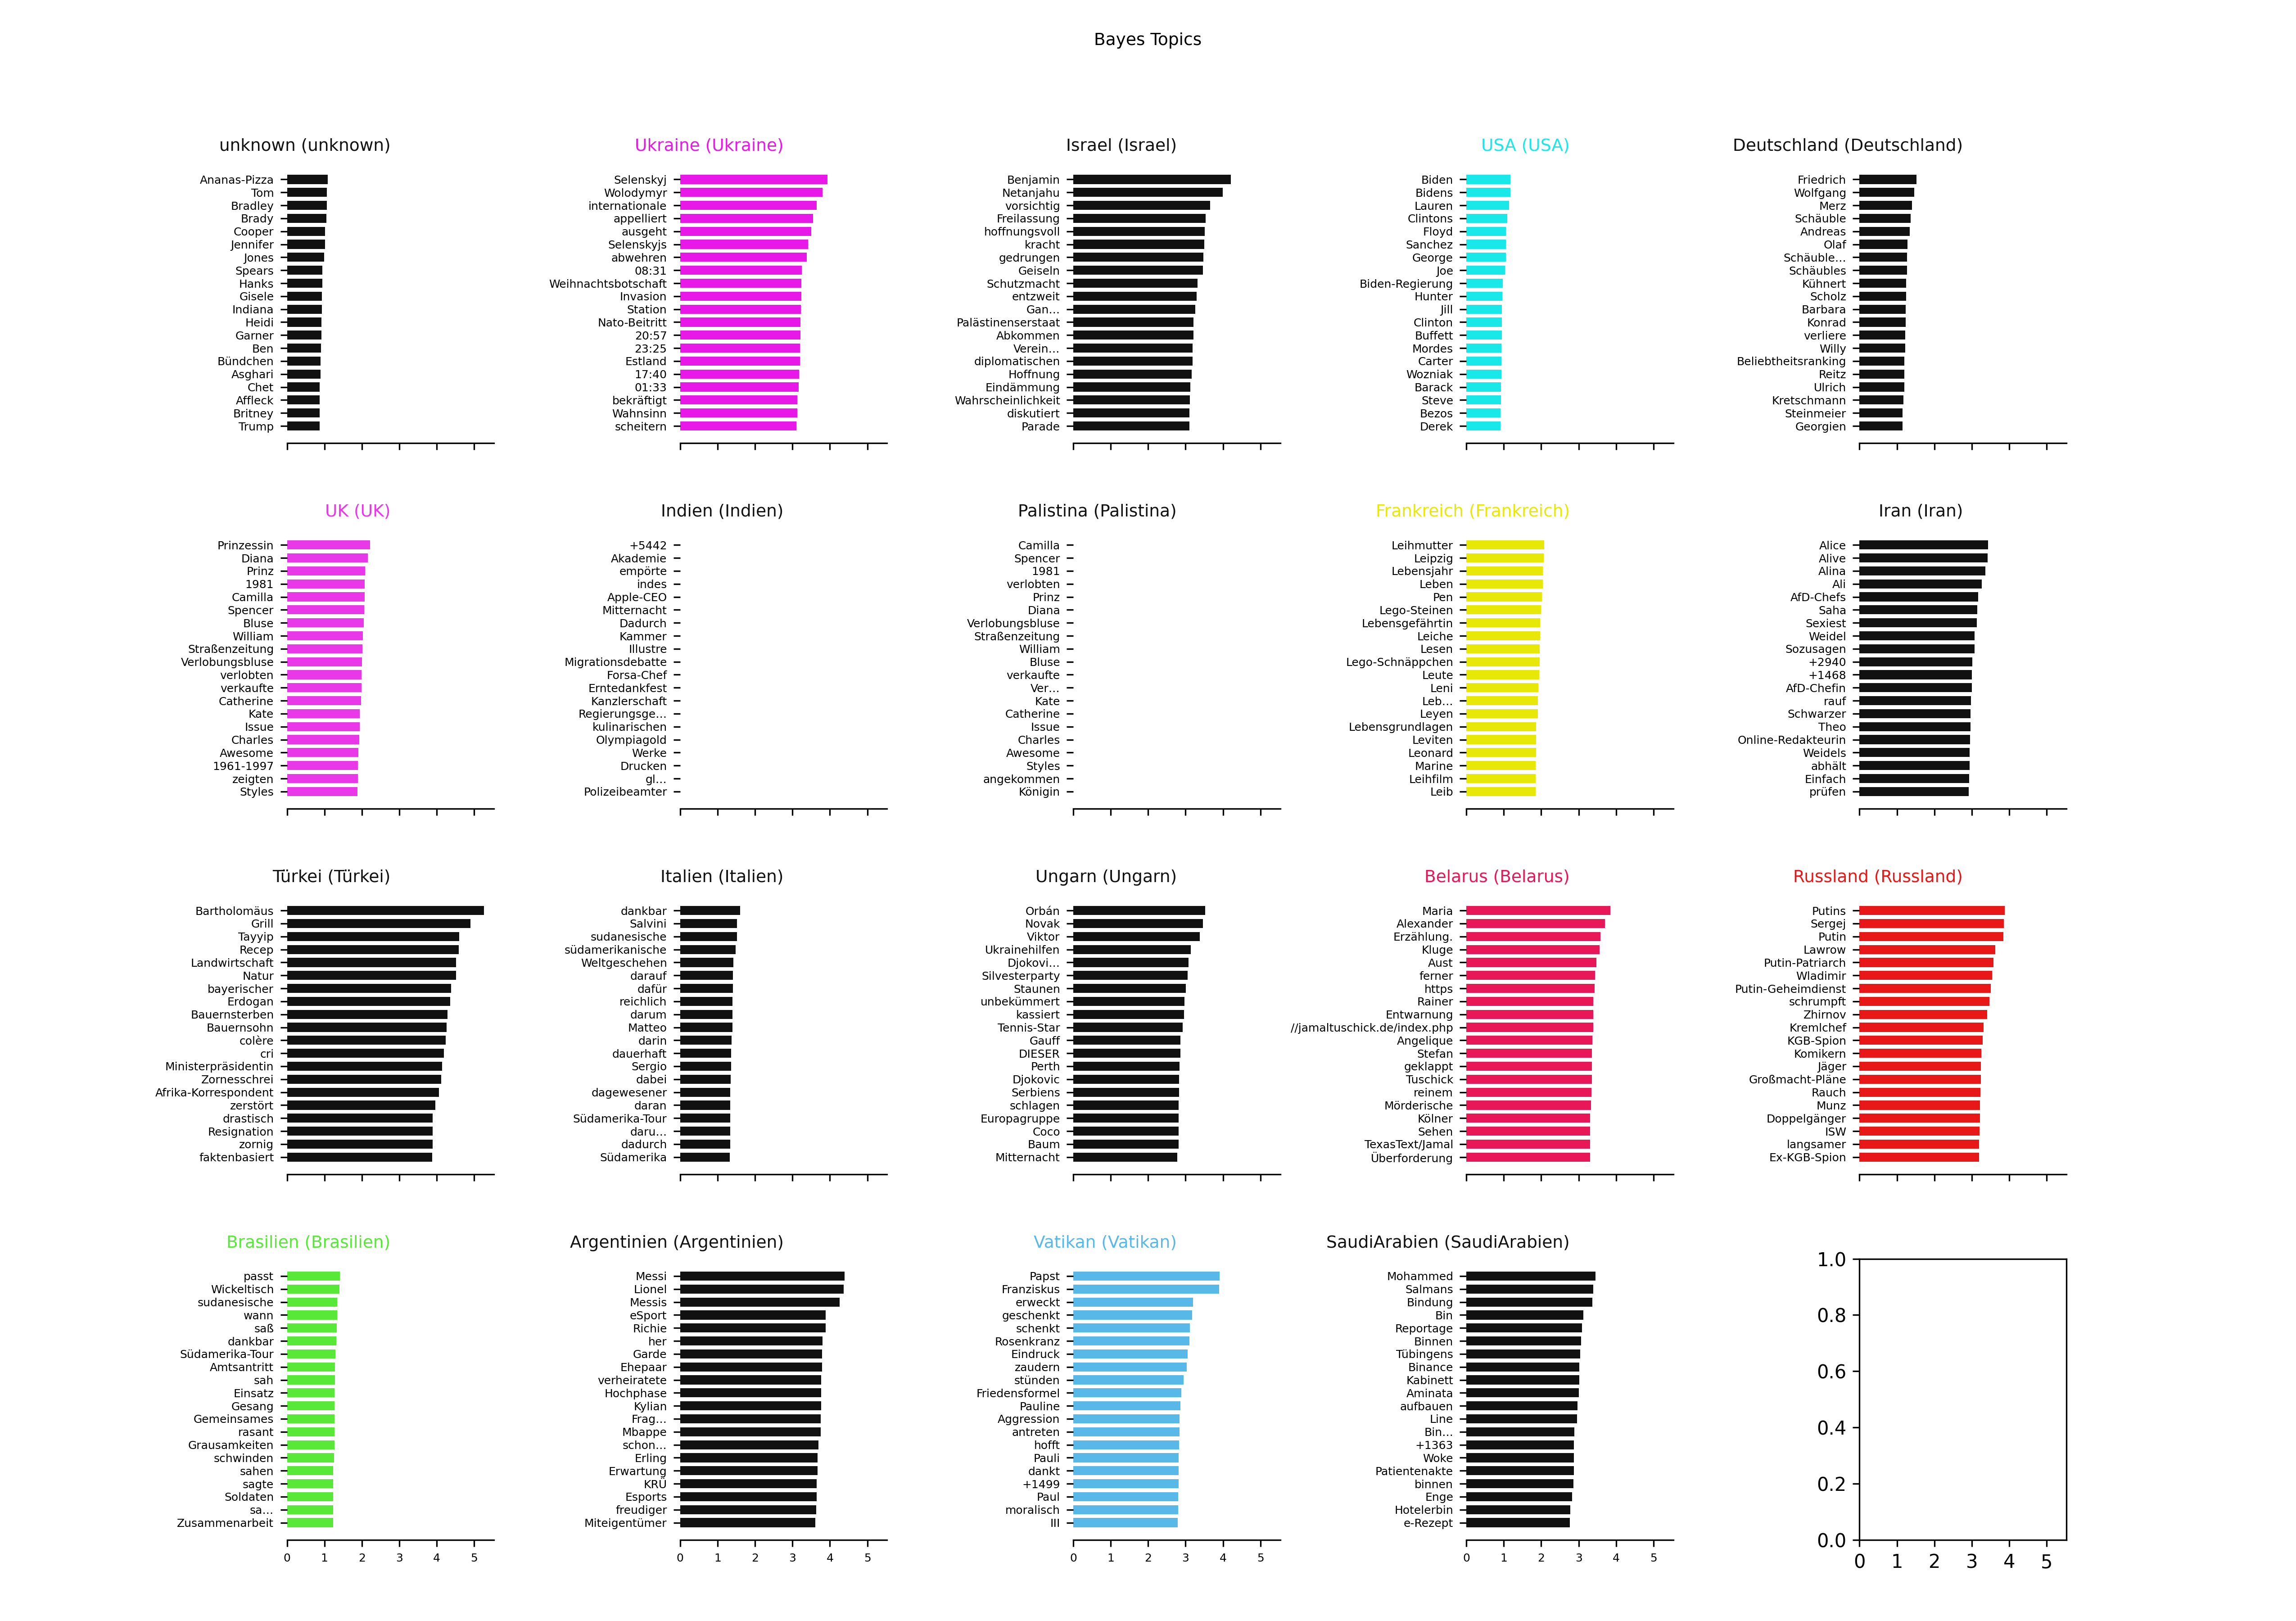 Bayes Topics
unknown (unknown)
Ananas-Pizza
Tom
Bradley
Brady
Cooper
Jennifer
Jones
Spears
Hanks
Gisele
Indiana
Heidi
Garner
Ben
Bündchen
Asghari
Chet
Affleck
Britney
Trump
Ukraine (Ukraine)
Selenskyj
Wolodymyr
internationale
appelliert
ausgeht
Selenskyjs
abwehren
08:31
Weihnachtsbotschaft
Invasion
Station
Nato-Beitritt
20:57
23:25
Estland
17:40
01:33
bekräftigt
Wahnsinn
scheitern
Israel (Israel)
Benjamin
Netanjahu
vorsichtig
Freilassung
hoffnungsvoll
kracht
gedrungen
Geiseln
Schutzmacht
entzweit
Gan…
Palästinenserstaat
Abkommen
Verein…
diplomatischen
Hoffnung
Eindämmung
Wahrscheinlichkeit
diskutiert
Parade
USA (USA)
Biden
Bidens
Lauren
Clintons
Floyd
Sanchez
George
Joe
Biden-Regierung
Hunter
Jill
Clinton
Buffett
Mordes
Carter
Wozniak
Barack
Steve
Bezos
Derek
Deutschland (Deutschland)
Friedrich
Wolfgang
Merz
Schäuble
Andreas
Olaf
Schäuble…
Schäubles
Kühnert
Scholz
Barbara
Konrad
verliere
Willy
Beliebtheitsranking
Reitz
Ulrich
Kretschmann
Steinmeier
Georgien
UK (UK)
Prinzessin
Diana
Prinz
1981
Camilla
Spencer
Bluse
William
Straßenzeitung
Verlobungsbluse
verlobten
verkaufte
Catherine
Kate
Issue
Charles
Awesome
1961-1997
zeigten
Styles
Indien (Indien)
+5442
Akademie
empörte
indes
Apple-CEO
Mitternacht
Dadurch
Kammer
Illustre
Migrationsdebatte
Forsa-Chef
Erntedankfest
Kanzlerschaft
Regierungsge…
kulinarischen
Olympiagold
Werke
Drucken
gl…
Polizeibeamter
Palistina (Palistina)
Camilla
Spencer
1981
verlobten
Prinz
Diana
Verlobungsbluse
Straßenzeitung
William
Bluse
verkaufte
Ver…
Kate
Catherine
Issue
Charles
Awesome
Styles
angekommen
Königin
Frankreich (Frankreich)
Leihmutter
Leipzig
Lebensjahr
Leben
Pen
Lego-Steinen
Lebensgefährtin
Leiche
Lesen
Lego-Schnäppchen
Leute
Leni
Leb…
Leyen
Lebensgrundlagen
Leviten
Leonard
Marine
Leihfilm
Leib
Iran (Iran)
Alice
Alive
Alina
Ali
AfD-Chefs
Saha
Sexiest
Weidel
Sozusagen
+2940
+1468
AfD-Chefin
rauf
Schwarzer
Theo
Online-Redakteurin
Weidels
abhält
Einfach
prüfen
Türkei (Türkei)
Bartholomäus
Grill
Tayyip
Recep
Landwirtschaft
Natur
bayerischer
Erdogan
Bauernsterben
Bauernsohn
colère
cri
Ministerpräsidentin
Zornesschrei
Afrika-Korrespondent
zerstört
drastisch
Resignation
zornig
faktenbasiert
Italien (Italien)
dankbar
Salvini
sudanesische
südamerikanische
Weltgeschehen
darauf
dafür
reichlich
darum
Matteo
darin
dauerhaft
Sergio
dabei
dagewesener
daran
Südamerika-Tour
daru…
dadurch
Südamerika
Ungarn (Ungarn)
Orbán
Novak
Viktor
Ukrainehilfen
Djokovi…
Silvesterparty
Staunen
unbekümmert
kassiert
Tennis-Star
Gauff
DIESER
Perth
Djokovic
Serbiens
schlagen
Europagruppe
Coco
Baum
Mitternacht
Belarus (Belarus)
Maria
Alexander
Erzählung.
Kluge
Aust
ferner
https
Rainer
Entwarnung
//jamaltuschick.de/index.php
Angelique
Stefan
geklappt
Tuschick
reinem
Mörderische
Kölner
Sehen
TexasText/Jamal
Überforderung
Russland (Russland)
Putins
Sergej
Putin
Lawrow
Putin-Patriarch
Wladimir
Putin-Geheimdienst
schrumpft
Zhirnov
Kremlchef
KGB-Spion
Komikern
Jäger
Großmacht-Pläne
Rauch
Munz
Doppelgänger
ISW
langsamer
Ex-KGB-Spion
Brasilien (Brasilien)
passt
Wickeltisch
sudanesische
wann
saß
dankbar
Südamerika-Tour
Amtsantritt
sah
Einsatz
Gesang
Gemeinsames
rasant
Grausamkeiten
schwinden
sahen
sagte
Soldaten
sa…
Zusammenarbeit
0 1 2 3 4 5
Argentinien (Argentinien)
Messi
Lionel
Messis
eSport
Richie
her
Garde
Ehepaar
verheiratete
Hochphase
Kylian
Frag…
Mbappe
schon…
Erling
Erwartung
KRÜ
Esports
freudiger
Miteigentümer
0 1 2 3 4 5
Vatikan (Vatikan)
Papst
Franziskus
erweckt
geschenkt
schenkt
Rosenkranz
Eindruck
zaudern
stünden
Friedensformel
Pauline
Aggression
antreten
hofft
Pauli
dankt
+1499
Paul
moralisch
III
0 1 2 3 4 5
SaudiArabien (SaudiArabien)
Mohammed
Salmans
Bindung
Bin
Reportage
Binnen
Tübingens
Binance
Kabinett
Aminata
aufbauen
Line
Bin…
+1363
Woke
Patientenakte
binnen
Enge
Hotelerbin
e-Rezept
0 1 2 3 4 5
1.0
0.8
0.6
0.4
0.2
0.0
0 1 2 3 4 5